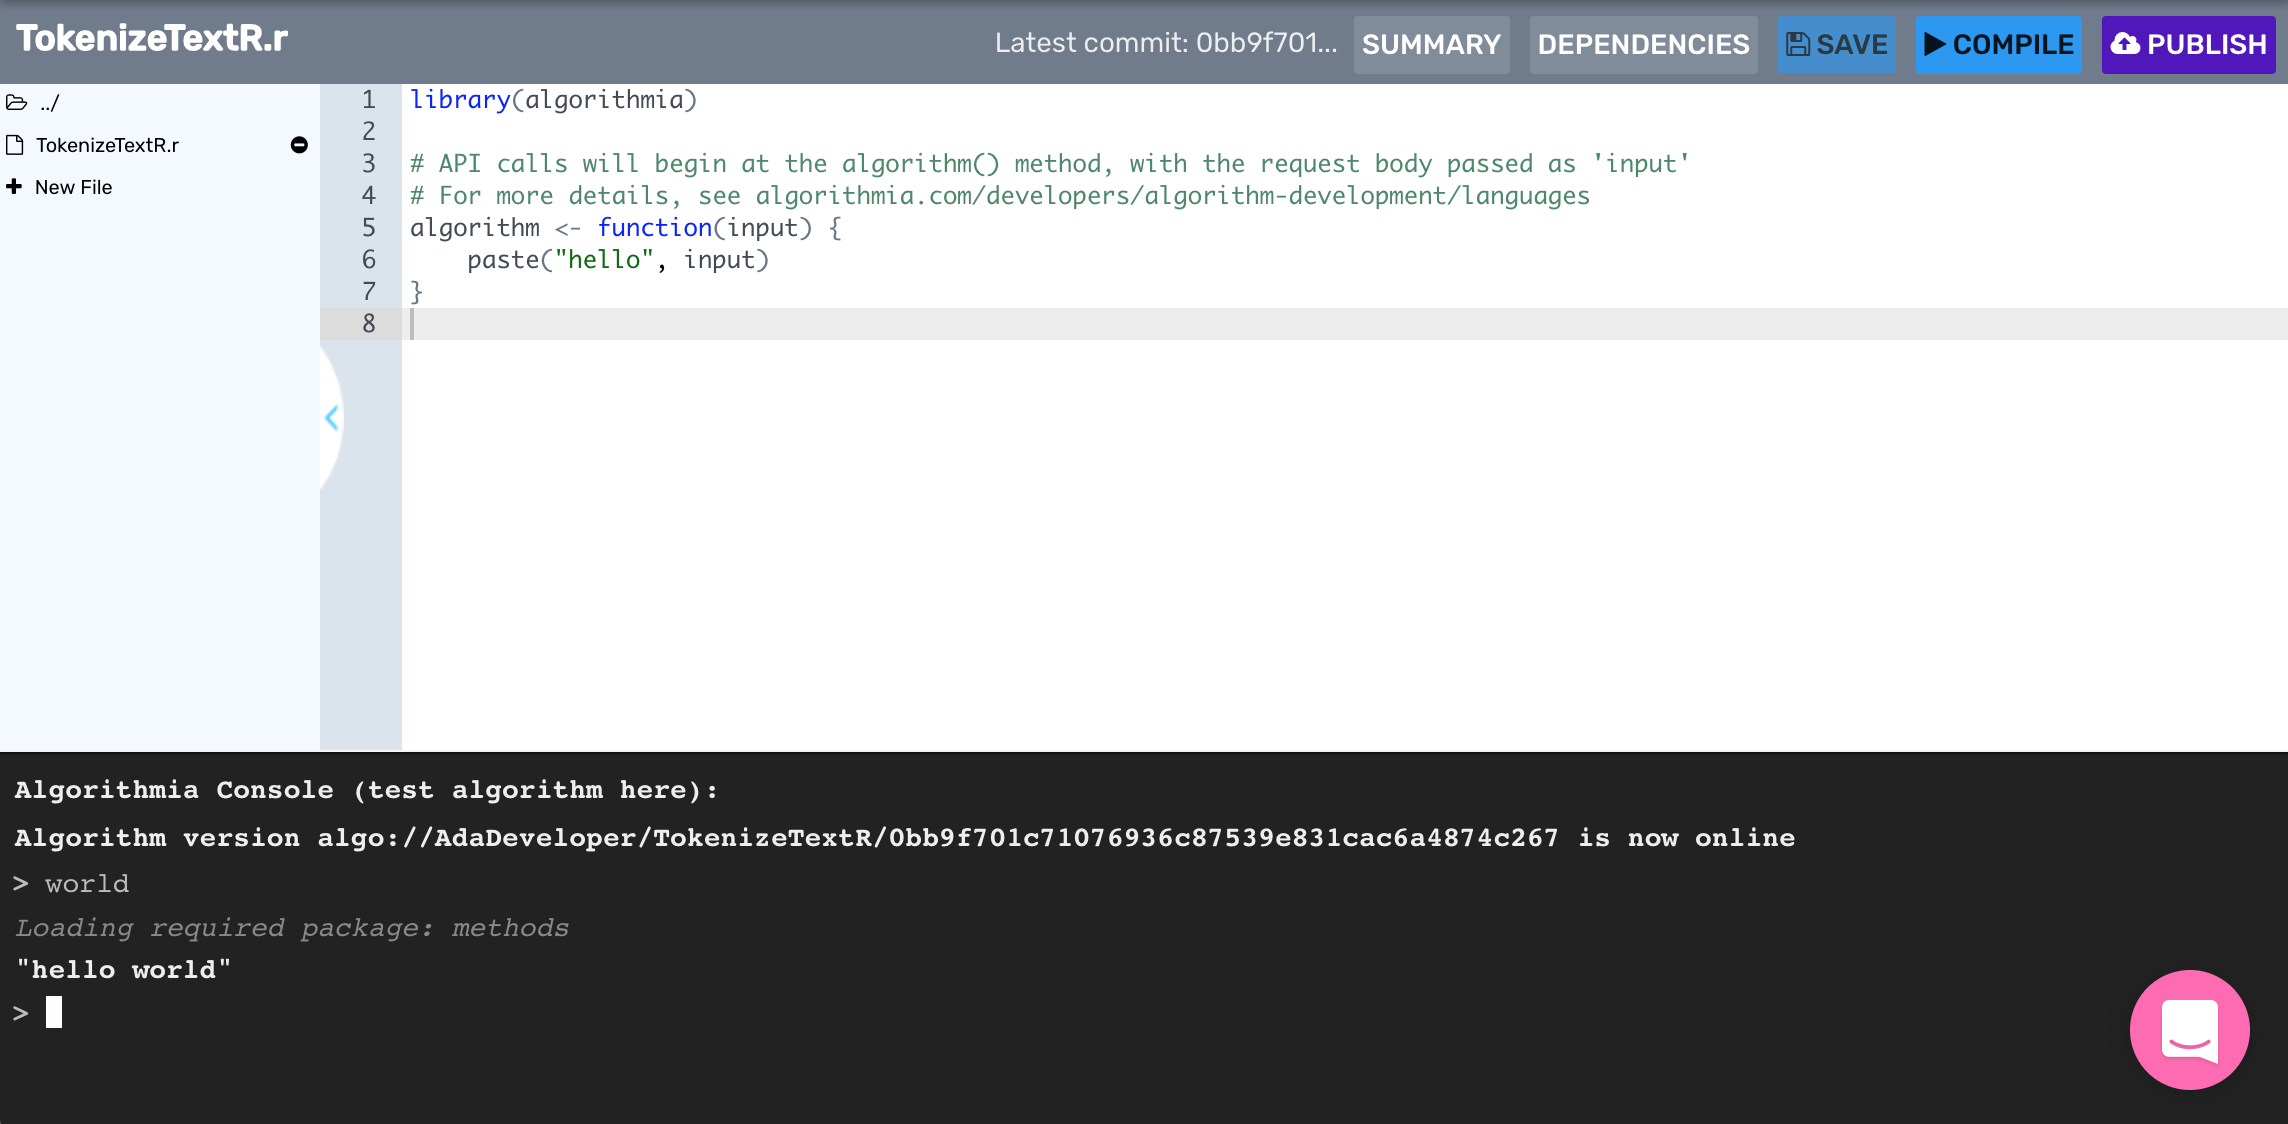 TokenizeTextR.r
Latest commit: 0bb9f701...
SUMMARY
DEPENDENCIES
SAVE
COMPILE
PUBLISH
../
TokenizeTextR.r
New File
1 library(algorithmia)
2
3 # API calls will begin at the algorithm() method, with the request body passed as 'input'
4 # For more details, see algorithmia.com/developers/algorithm-development/languages
5 algorithm <- function(input) {
6     paste("hello", input)
7 }
8
Algorithmia Console (test algorithm here):
Algorithm version algo://AdaDeveloper/TokenizeTextR/0bb9f701c71076936c87539e831cac6a4874c267 is now online
> world
Loading required package: methods
"hello world"
>